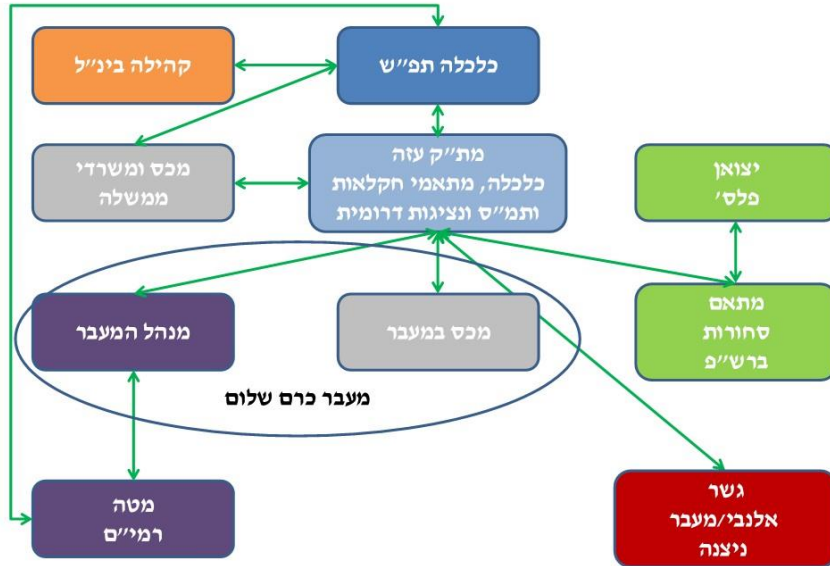 כלכלה תפ״ש
קהילה בינ״ל
מת״ק עזה
כלכלה, מתאמי חקלאות
ותמ״ס ונציגות דרומית
מכס ומשרדי
ממשלה
יצואן
פלס׳
מתאם
סחורות
ברש״פ
מכס במעבר
מנהל המעבר
מעבר כרם שלום
גשר
אלנבי/מעבר
ניצנה
מטה
רמי״ם